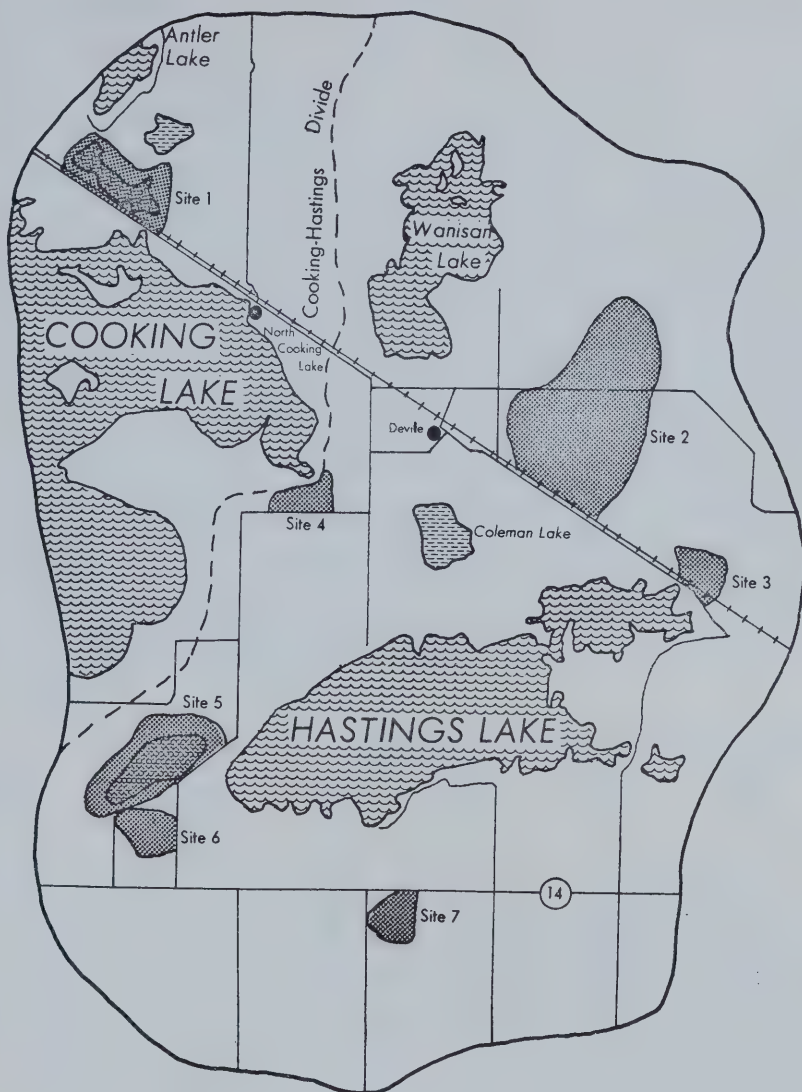 Antler
Lake
Site 1
Cooking-Hastings Divide
Wanisan
Lake
COOKING
LAKE
North
Cooking
Lake
Deville
Site 2
Site 4
Coleman Lake
Site 3
Site 5
HASTINGS LAKE
Site 6
14
Site 7